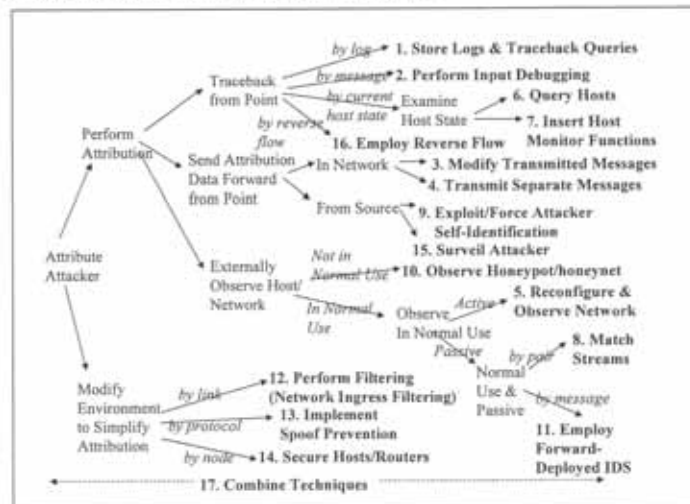 by log
1. Store Logs & Traceback Queries
Traceback
from Point
by message
2. Perform Input Debugging
by current
host state
Examine
Host State
6. Query Hosts
7. Insert Host
Monitor Functions
by reverse
flow
16. Employ Reverse Flow
Perform
Attribution
Send Attribution
Data Forward
from Point
In Network
3. Modify Transmitted Messages
4. Transmit Separate Messages
From Source
9. Exploit/Force Attacker
Self-Identification
15. Surveil Attacker
Attribute
Attacker
Externally
Observe Host/
Network
Not in
Normal Use
10. Observe Honeypot/honeynet
In Normal
Use
Observe
In Normal Use
Active
5. Reconfigure &
Observe Network
Passive
Normal
Use &
Passive
by pair
8. Match
Streams
by message
11. Employ
Forward-
Deployed IDS
Modify
Environment
to Simplify
Attribution
by link
12. Perform Filtering
(Network Ingress Filtering)
by protocol
13. Implement
Spoof Prevention
by node
14. Secure Hosts/Routers
17. Combine Techniques